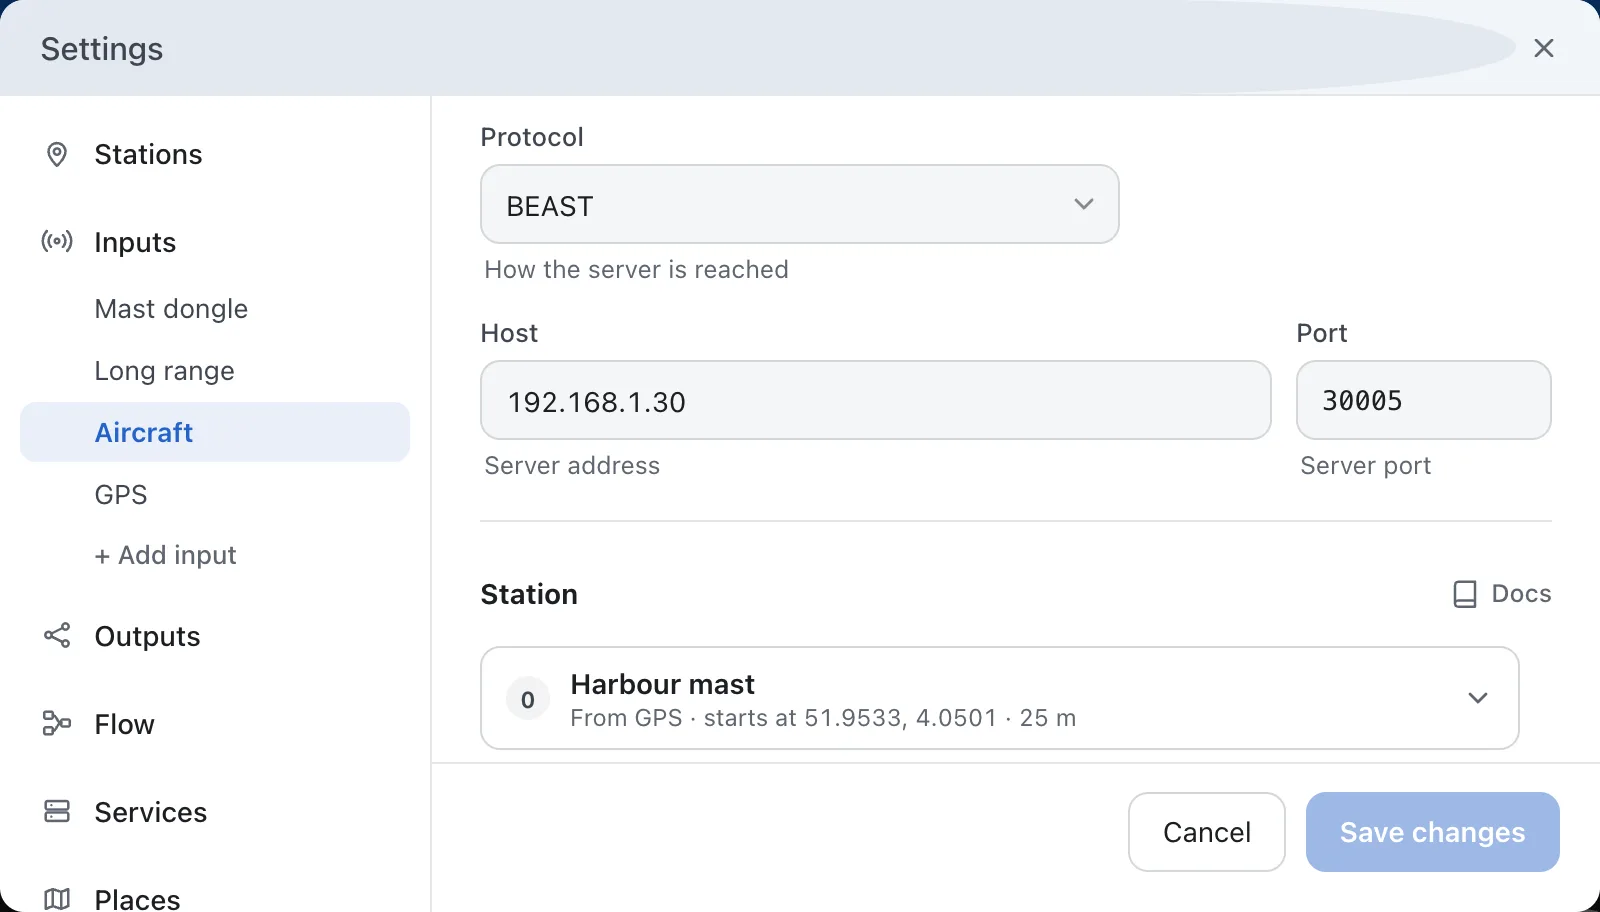 Settings
Stations
Inputs
Mast dongle
Long range
Aircraft
GPS
+ Add input
Outputs
Flow
Services
Places
Protocol
BEAST
How the server is reached
Host
192.168.1.30
Server address
Port
30005
Server port
Station
Docs
0
Harbour mast
From GPS · starts at 51.9533, 4.0501 · 25 m
Cancel
Save changes